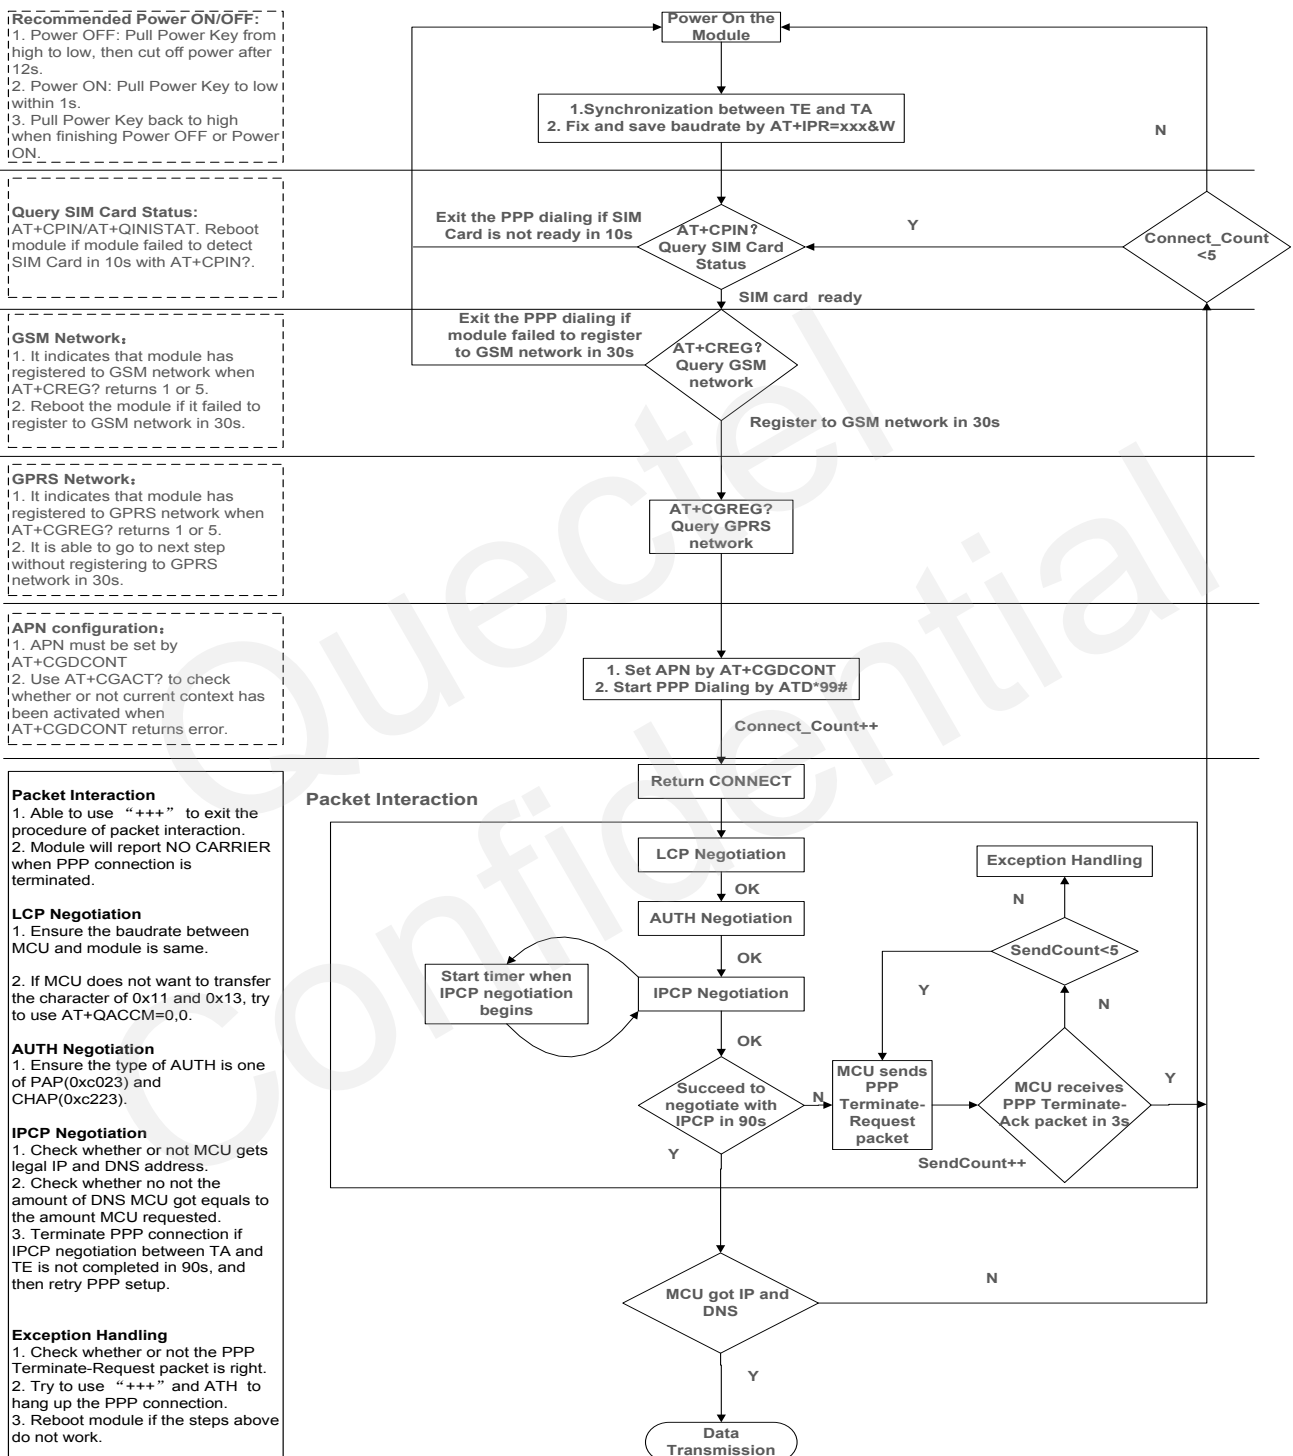 Recommended Power ON/OFF:
1. Power OFF: Pull Power Key from
high to low, then cut off power after
12s.
2. Power ON: Pull Power Key to low
within 1s.
3. Pull Power Key back to high
when finishing Power OFF or Power
ON.
Power On the
Module
1.Synchronization between TE and TA
2. Fix and save baudrate by AT+IPR=xxx&W
N
Query SIM Card Status:
AT+CPIN/AT+QINISTAT. Reboot
module if module failed to detect
SIM Card in 10s with AT+CPIN?.
Exit the PPP dialing if SIM
Card is not ready in 10s
AT+CPIN?
Query SIM Card
Status
Y
Connect_Count
<5
SIM card ready
GSM Network:
1. It indicates that module has
registered to GSM network when
AT+CREG? returns 1 or 5.
2. Reboot the module if it failed to
register to GSM network in 30s.
Exit the PPP dialing if
module failed to register
to GSM network in 30s
AT+CREG?
Query GSM
network
Register to GSM network in 30s
GPRS Network:
1. It indicates that module has
registered to GPRS network when
AT+CGREG? returns 1 or 5.
2. It is able to go to next step
without registering to GPRS
network in 30s.
AT+CGREG?
Query GPRS
network
APN configuration:
1. APN must be set by
AT+CGDCONT
2. Use AT+CGACT? to check
whether or not current context has
been activated when
AT+CGDCONT returns error.
1. Set APN by AT+CGDCONT
2. Start PPP Dialing by ATD*99#
Connect_Count++
Return CONNECT
Packet Interaction
1. Able to use “+++” to exit the
procedure of packet interaction.
2. Module will report NO CARRIER
when PPP connection is
terminated.
LCP Negotiation
1. Ensure the baudrate between
MCU and module is same.
2. If MCU does not want to transfer
the character of 0x11 and 0x13, try
to use AT+QACCM=0,0.
AUTH Negotiation
1. Ensure the type of AUTH is one
of PAP(0xc023) and
CHAP(0xc223).
IPCP Negotiation
1. Check whether or not MCU gets
legal IP and DNS address.
2. Check whether no not the
amount of DNS MCU got equals to
the amount MCU requested.
3. Terminate PPP connection if
IPCP negotiation between TA and
TE is not completed in 90s, and
then retry PPP setup.
Exception Handling
1. Check whether or not the PPP
Terminate-Request packet is right.
2. Try to use “+++” and ATH to
hang up the PPP connection.
3. Reboot module if the steps above
do not work.
Packet Interaction
LCP Negotiation
OK
AUTH Negotiation
OK
Start timer when
IPCP negotiation
begins
IPCP Negotiation
OK
Succeed to
negotiate with
IPCP in 90s
N
Y
MCU sends
PPP
Terminate-
Request
packet
SendCount++
MCU receives
PPP Terminate-
Ack packet in 3s
Y
N
SendCount<5
Y
N
Exception Handling
MCU got IP and
DNS
N
Y
Data
Transmission
Quectel
Confidential